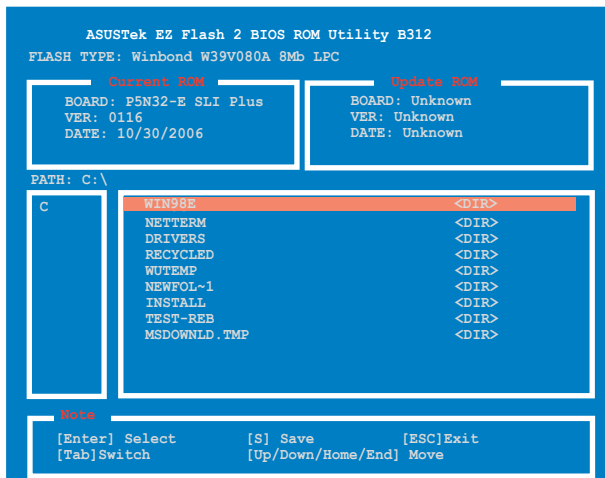 ASUSTek EZ Flash 2 BIOS ROM Utility B312
FLASH TYPE: Winbond W39V080A 8Mb LPC
Current ROM
BOARD: P5N32-E SLI Plus
VER: 0116
DATE: 10/30/2006
Update ROM
BOARD: Unknown
VER: Unknown
DATE: Unknown
PATH: C:\
C
WIN98E <DIR>
NETTERM <DIR>
DRIVERS <DIR>
RECYCLED <DIR>
WUTEMP <DIR>
NEWFOL~1 <DIR>
INSTALL <DIR>
TEST-REB <DIR>
MSDOWNLD.TMP <DIR>
Note
[Enter] Select [S] Save [ESC]Exit
[Tab]Switch [Up/Down/Home/End] Move